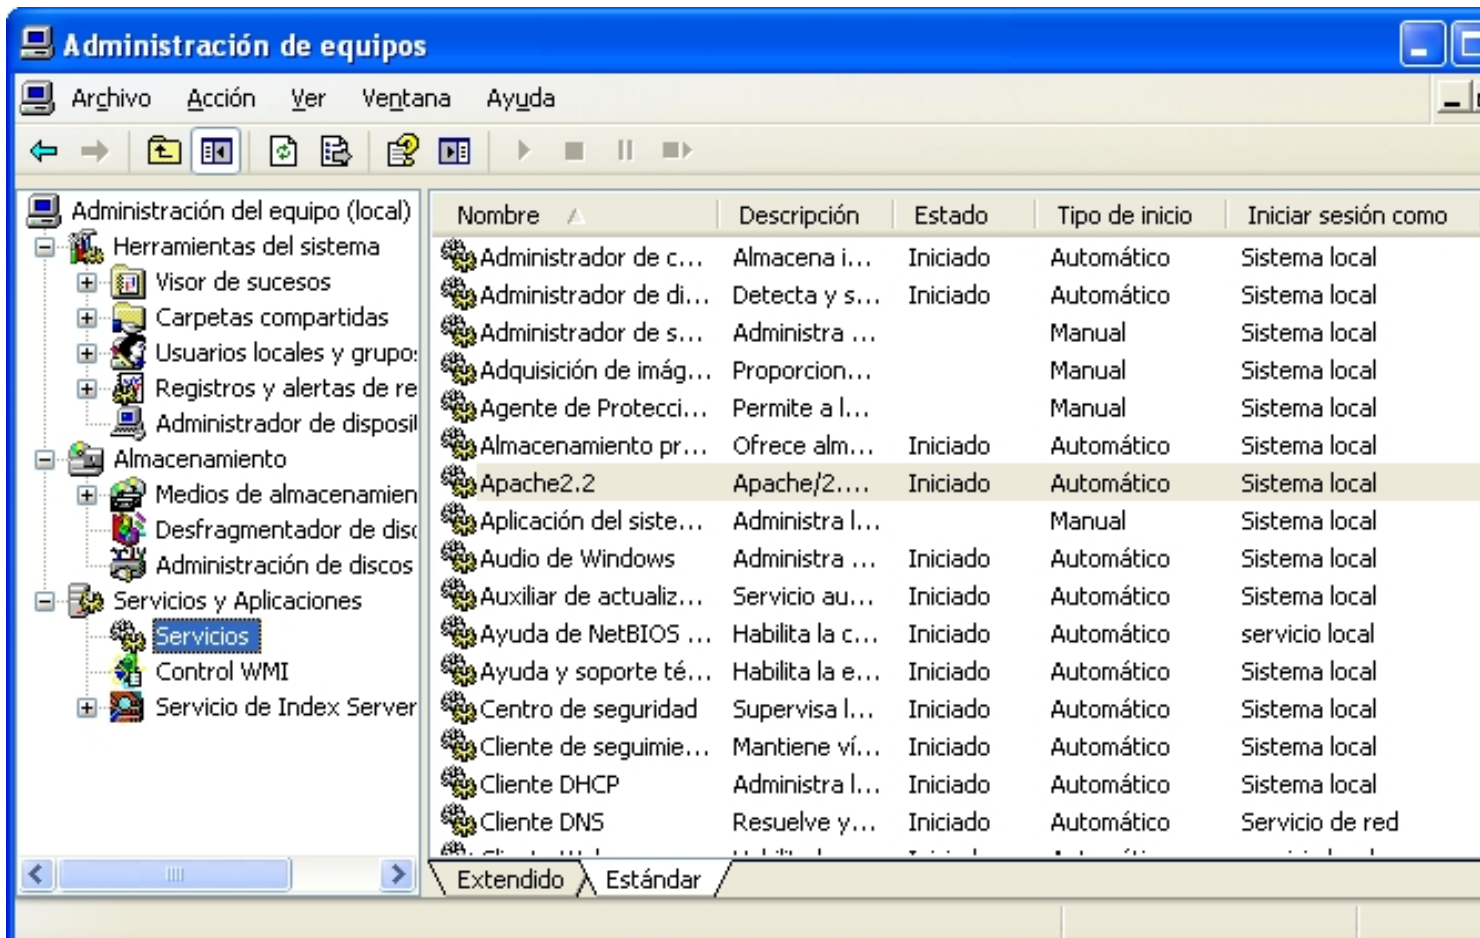 Administración de equipos
Archivo Acción Ver Ventana Ayuda
Administración del equipo (local)
Herramientas del sistema
Visor de sucesos
Carpetas compartidas
Usuarios locales y grupo
Registros y alertas de re
Administrador de disposi
Almacenamiento
Medios de almacenamien
Desfragmentador de disc
Administración de discos
Servicios y Aplicaciones
Servicios
Control WMI
Servicio de Index Server
Nombre Descripción Estado Tipo de inicio Iniciar sesión como
Administrador de c... Almacena i... Iniciado Automático Sistema local
Administrador de di... Detecta y s... Iniciado Automático Sistema local
Administrador de s... Administra ... Manual Sistema local
Adquisición de imág... Proporcion... Manual Sistema local
Agente de Protecci... Permite a l... Manual Sistema local
Almacenamiento pr... Ofrece alm... Iniciado Automático Sistema local
Apache2.2 Apache/2.... Iniciado Automático Sistema local
Aplicación del siste... Administra l... Manual Sistema local
Audio de Windows Administra ... Iniciado Automático Sistema local
Auxiliar de actualiz... Servicio au... Iniciado Automático Sistema local
Ayuda de NetBIOS ... Habilita la c... Iniciado Automático servicio local
Ayuda y soporte té... Habilita la e... Iniciado Automático Sistema local
Centro de seguridad Supervisa l... Iniciado Automático Sistema local
Cliente de seguimie... Mantiene ví... Iniciado Automático Sistema local
Cliente DHCP Administra l... Iniciado Automático Sistema local
Cliente DNS Resuelve y... Iniciado Automático Servicio de red
Extendido Estándar